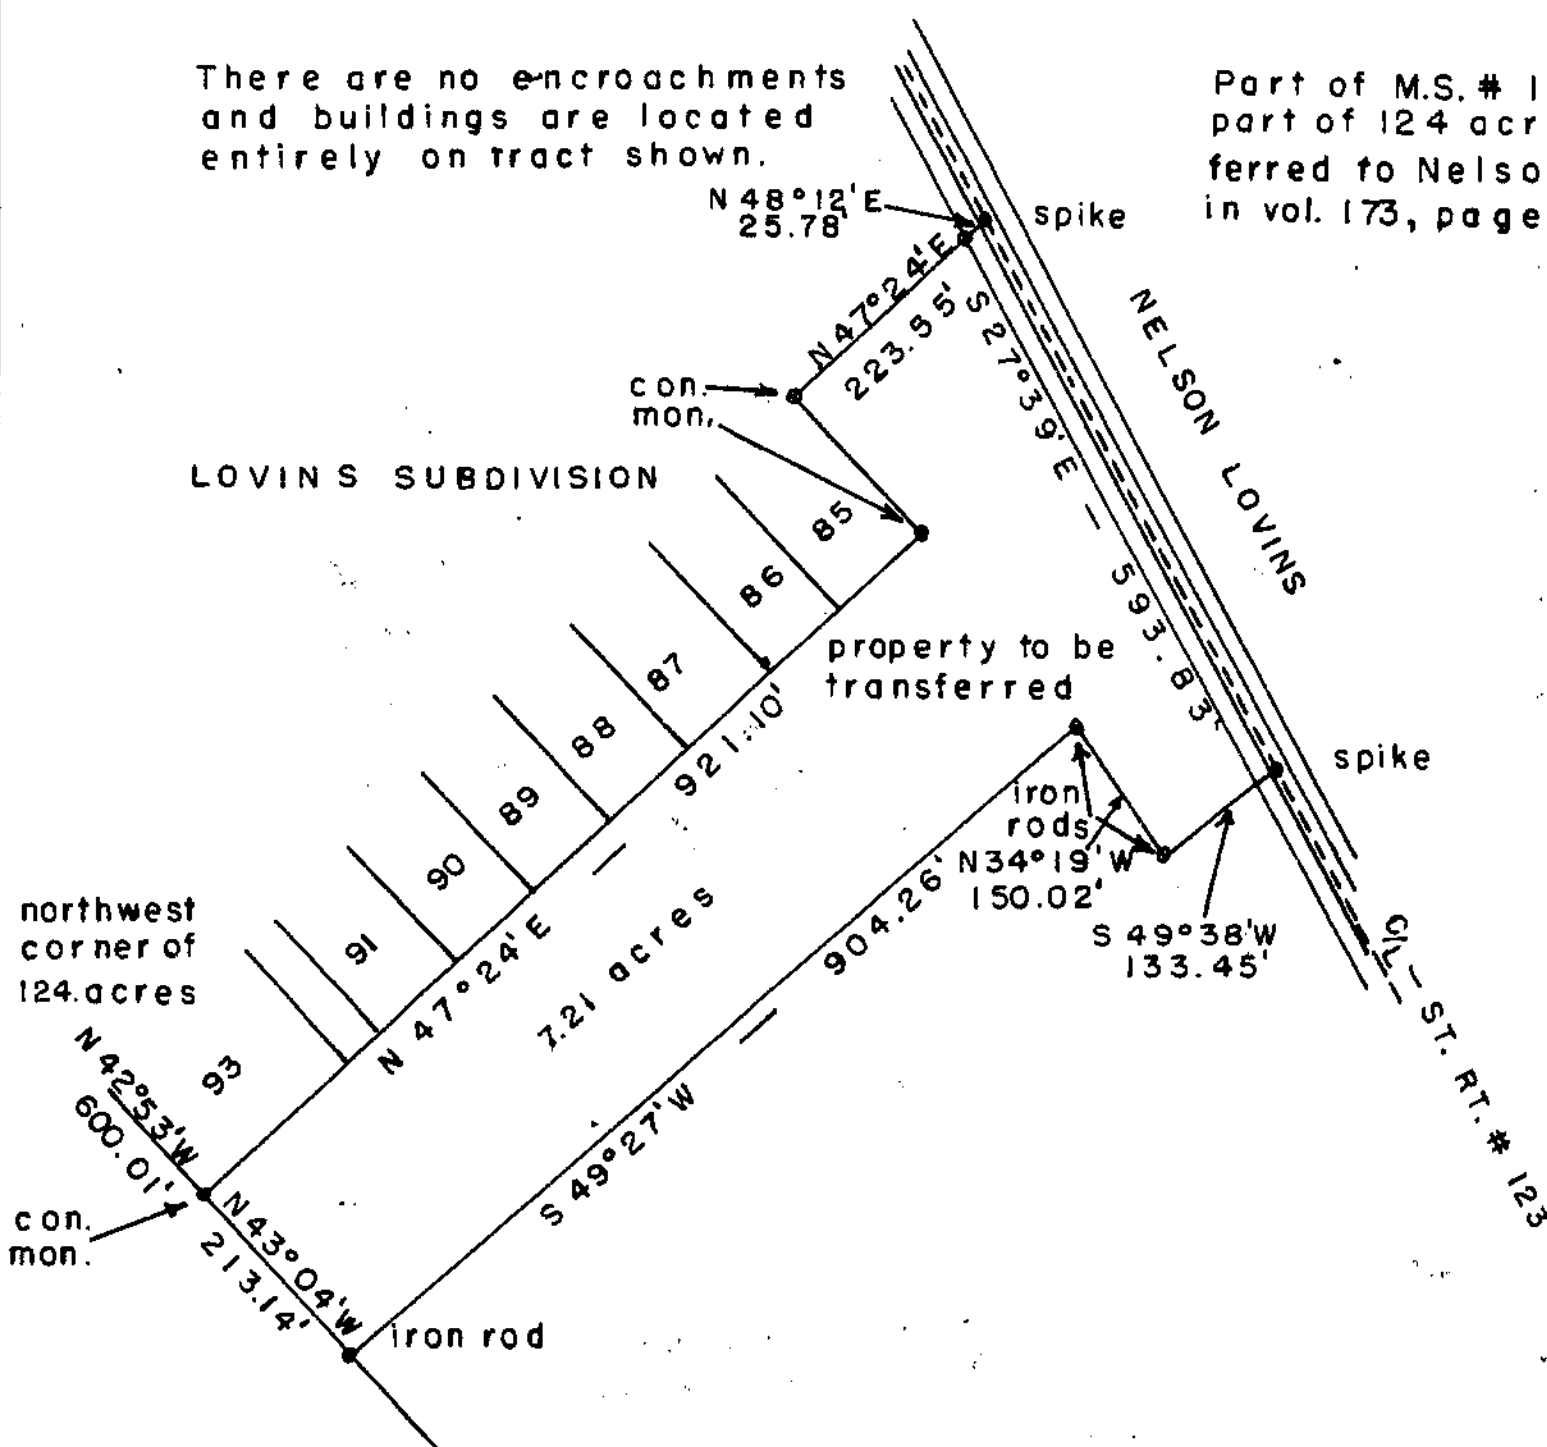 There are no encroachments
and buildings are located
entirely on tract shown.
Part of M.S. # 1
part of 124 acr
ferred to Nelso
in vol. 173, page
N 48°12' E
25.78'
spike
N 47°24' E
223.55'
S 27°39' E — 593.83'
NELSON LOVINS
con.
mon.
LOVINS SUBDIVISION
85
86
87
88
89
90
91
93
property to be
transferred
921.10'
N 47°24' E
spike
iron
rods
N 34°19' W
150.02'
S 49°38' W
133.45'
904.26'
S 49°27' W
7.21 acres
northwest
corner of
124.acres
N 42°53' W
600.01'
con.
mon.
N 43°04' W
213.14'
iron rod
C/L — ST. RT. # 123